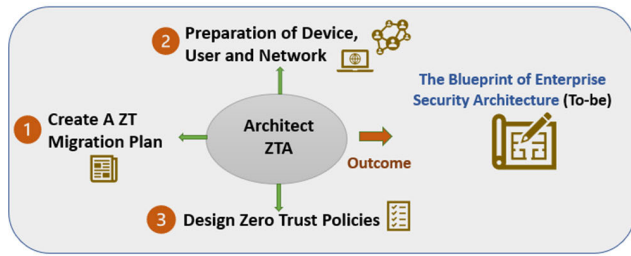 2
Preparation of Device,
User and Network
1
Create A ZT
Migration Plan
Architect
ZTA
Outcome
The Blueprint of Enterprise
Security Architecture (To-be)
3
Design Zero Trust Policies